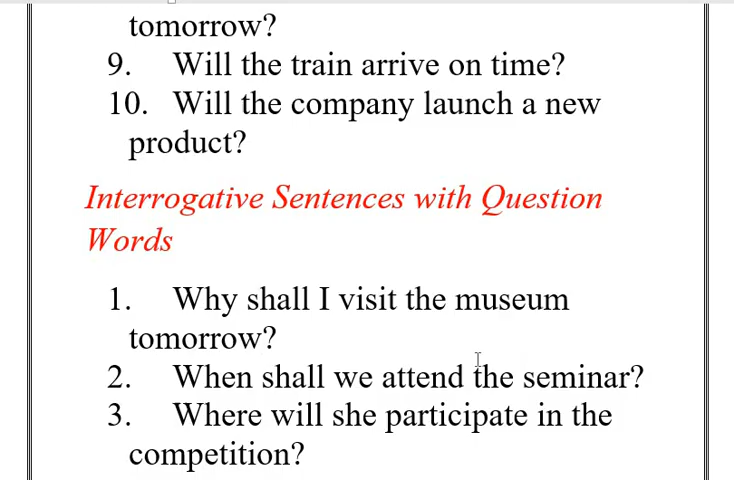 tomorrow?
9. Will the train arrive on time?
10. Will the company launch a new
product?
Interrogative Sentences with Question
Words
1. Why shall I visit the museum
tomorrow?
2. When shall we attend the seminar?
3. Where will she participate in the
competition?